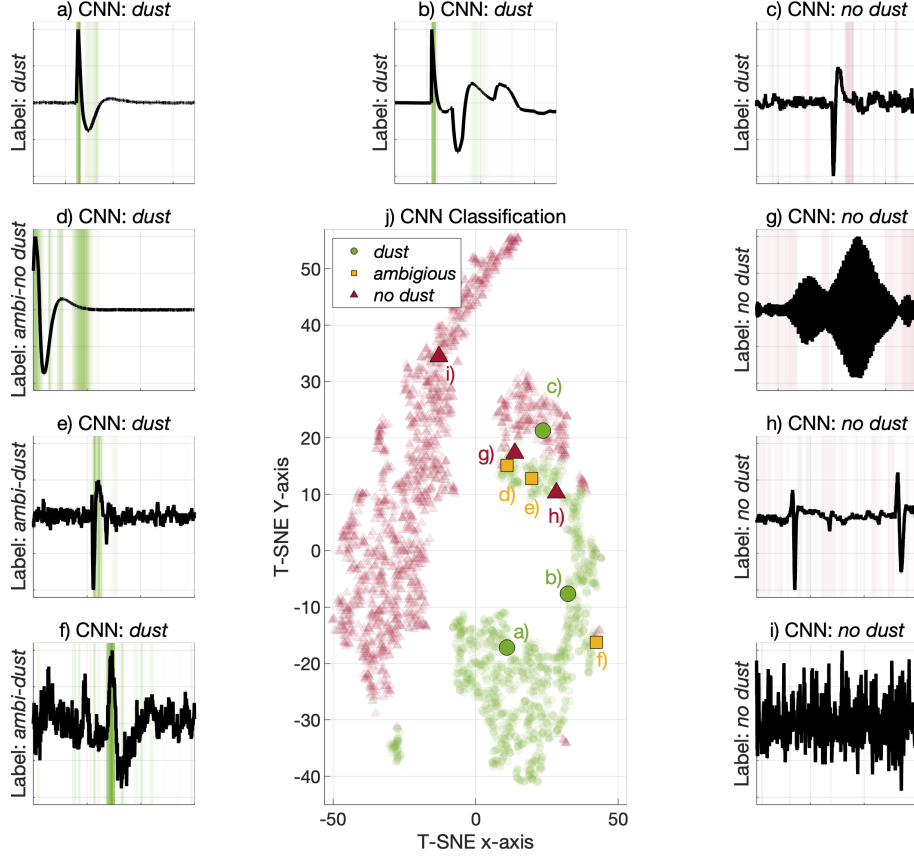 a) CNN: dust
Label: dust
b) CNN: dust
Label: dust
c) CNN: no dust
Label: dust
d) CNN: dust
Label: ambi-no dust
e) CNN: dust
Label: ambi-dust
f) CNN: dust
Label: ambi-dust
j) CNN Classification
dust
ambigious
no dust
50
40
30
20
10
0
-10
-20
-30
-40
T-SNE Y-axis
i)
c)
g)
d)
e)
h)
b)
a)
f)
-50
0
50
T-SNE x-axis
g) CNN: no dust
Label: no dust
h) CNN: no dust
Label: no dust
i) CNN: no dust
Label: no dust